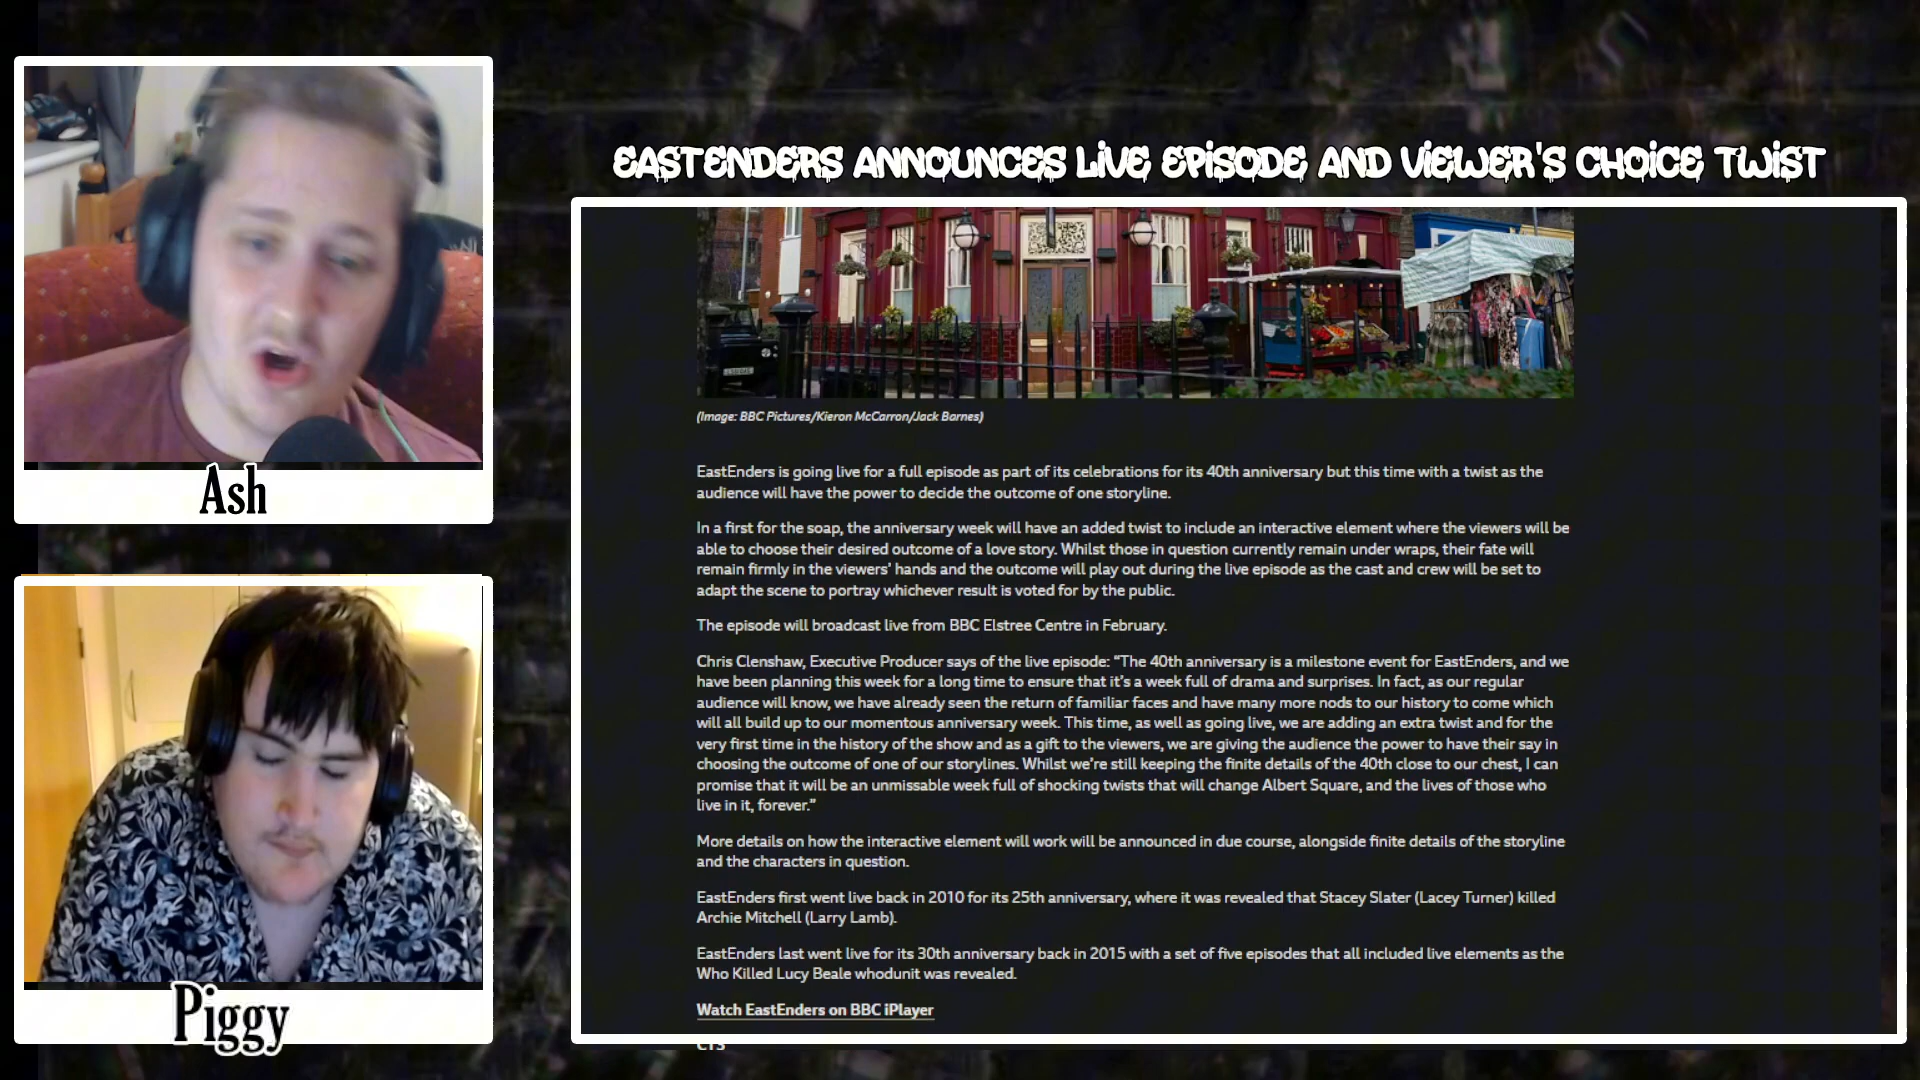 EASTENDERS ANNOUNCES LIVE EPISODE AND VIEWER'S CHOICE TWIST
Ash
Piggy
(Image: BBC Pictures/Kieron McCarron/Jack Barnes)
EastEnders is going live for a full episode as part of its celebrations for its 40th anniversary but this time with a twist as the
audience will have the power to decide the outcome of one storyline.
In a first for the soap, the anniversary week will have an added twist to include an interactive element where the viewers will be
able to choose their desired outcome of a love story. Whilst those in question currently remain under wraps, their fate will
remain firmly in the viewers' hands and the outcome will play out during the live episode as the cast and crew will be set to
adapt the scene to portray whichever result is voted for by the public.
The episode will broadcast live from BBC Elstree Centre in February.
Chris Clenshaw, Executive Producer says of the live episode: “The 40th anniversary is a milestone event for EastEnders, and we
have been planning this week for a long time to ensure that it’s a week full of drama and surprises. In fact, as our regular
audience will know, we have already seen the return of familiar faces and have many more nods to our history to come which
will all build up to our momentous anniversary week. This time, as well as going live, we are adding an extra twist and for the
very first time in the history of the show and as a gift to the viewers, we are giving the audience the power to have their say in
choosing the outcome of one of our storylines. Whilst we’re still keeping the finite details of the 40th close to our chest, I can
promise that it will be an unmissable week full of shocking twists that will change Albert Square, and the lives of those who
live in it, forever.”
More details on how the interactive element will work will be announced in due course, alongside finite details of the storyline
and the characters in question.
EastEnders first went live back in 2010 for its 25th anniversary, where it was revealed that Stacey Slater (Lacey Turner) killed
Archie Mitchell (Larry Lamb).
EastEnders last went live for its 30th anniversary back in 2015 with a set of five episodes that all included live elements as the
Who Killed Lucy Beale whodunit was revealed.
Watch EastEnders on BBC iPlayer